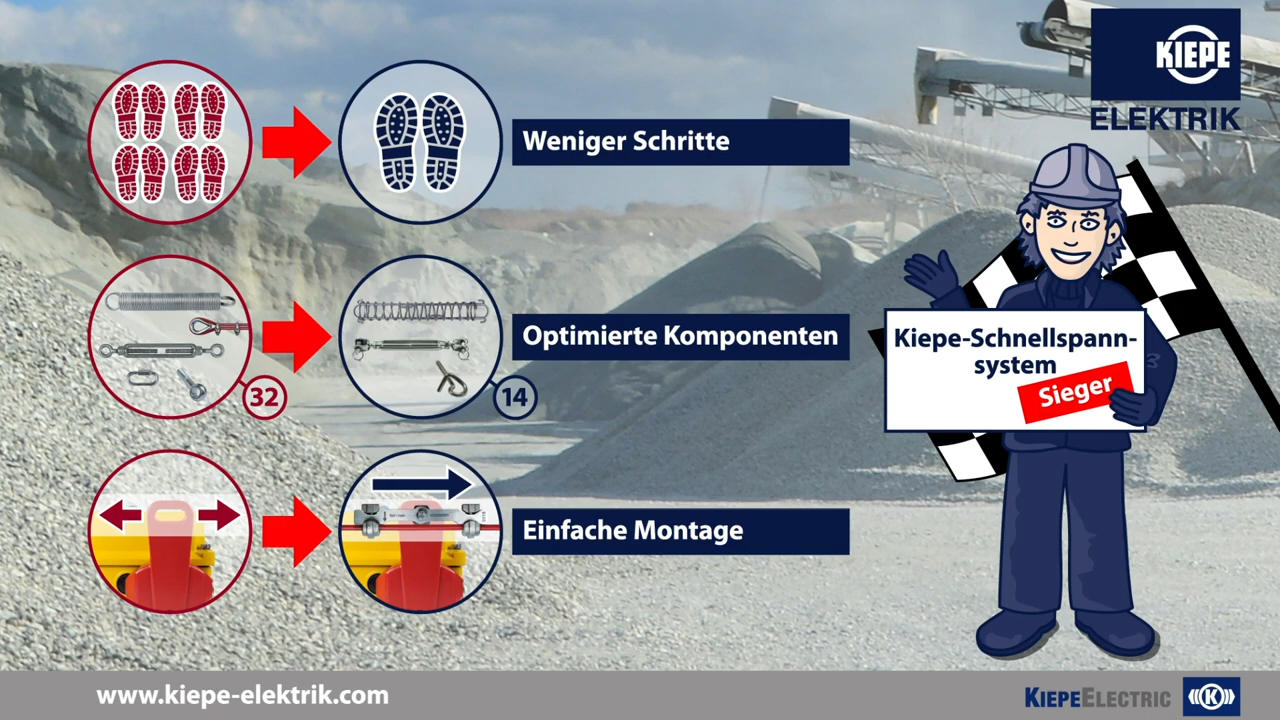 KIEPE
ELEKTRIK
Weniger Schritte
Optimierte Komponenten
32
14
Einfache Montage
Kiepe-Schnellspann-
system
Sieger
www.kiepe-elektrik.com
KIEPEELECTRIC
K